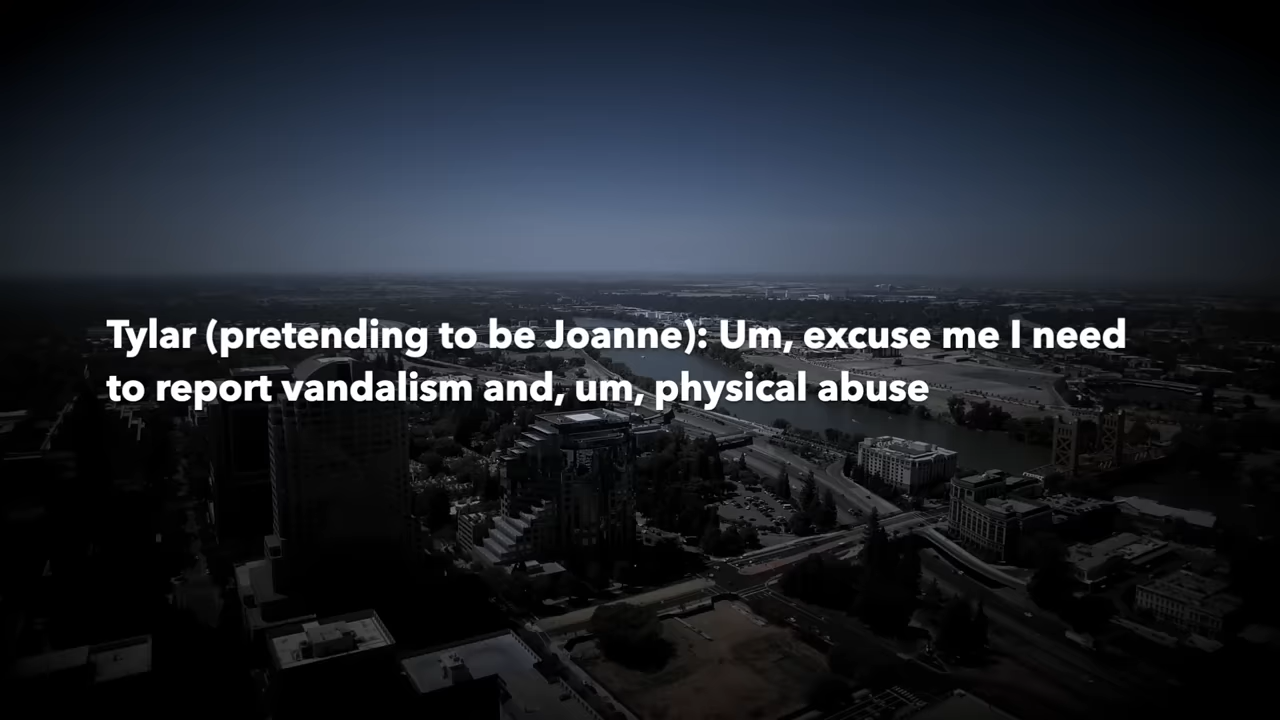 Tylar (pretending to be Joanne): Um, excuse me I need
to report vandalism and, um, physical abuse